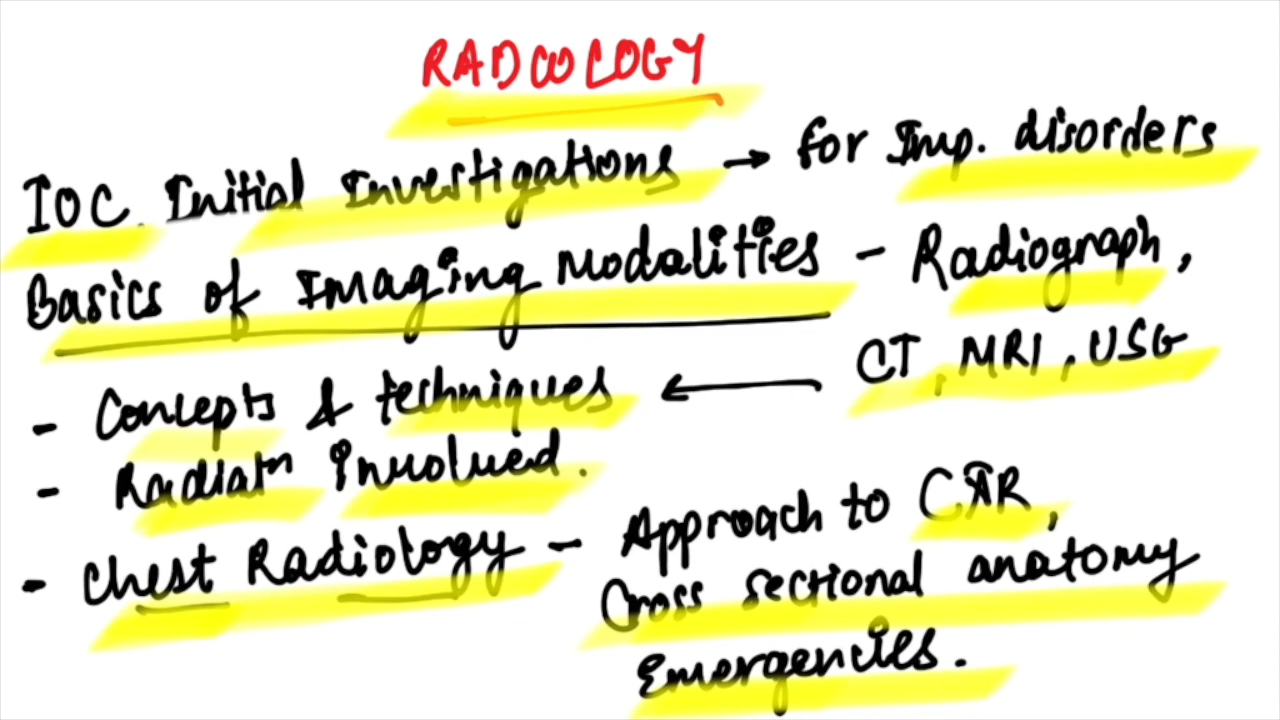 RADIOLOGY
IOC, Initial Investigations → for Imp. disorders
Basics of Imaging Modalities - Radiograph,
CT, MRI, USG
- Concepts & techniques ←
- Radiatn involved.
- Chest Radiology - Approach to CXR,
Cross sectional anatomy
Emergencies.